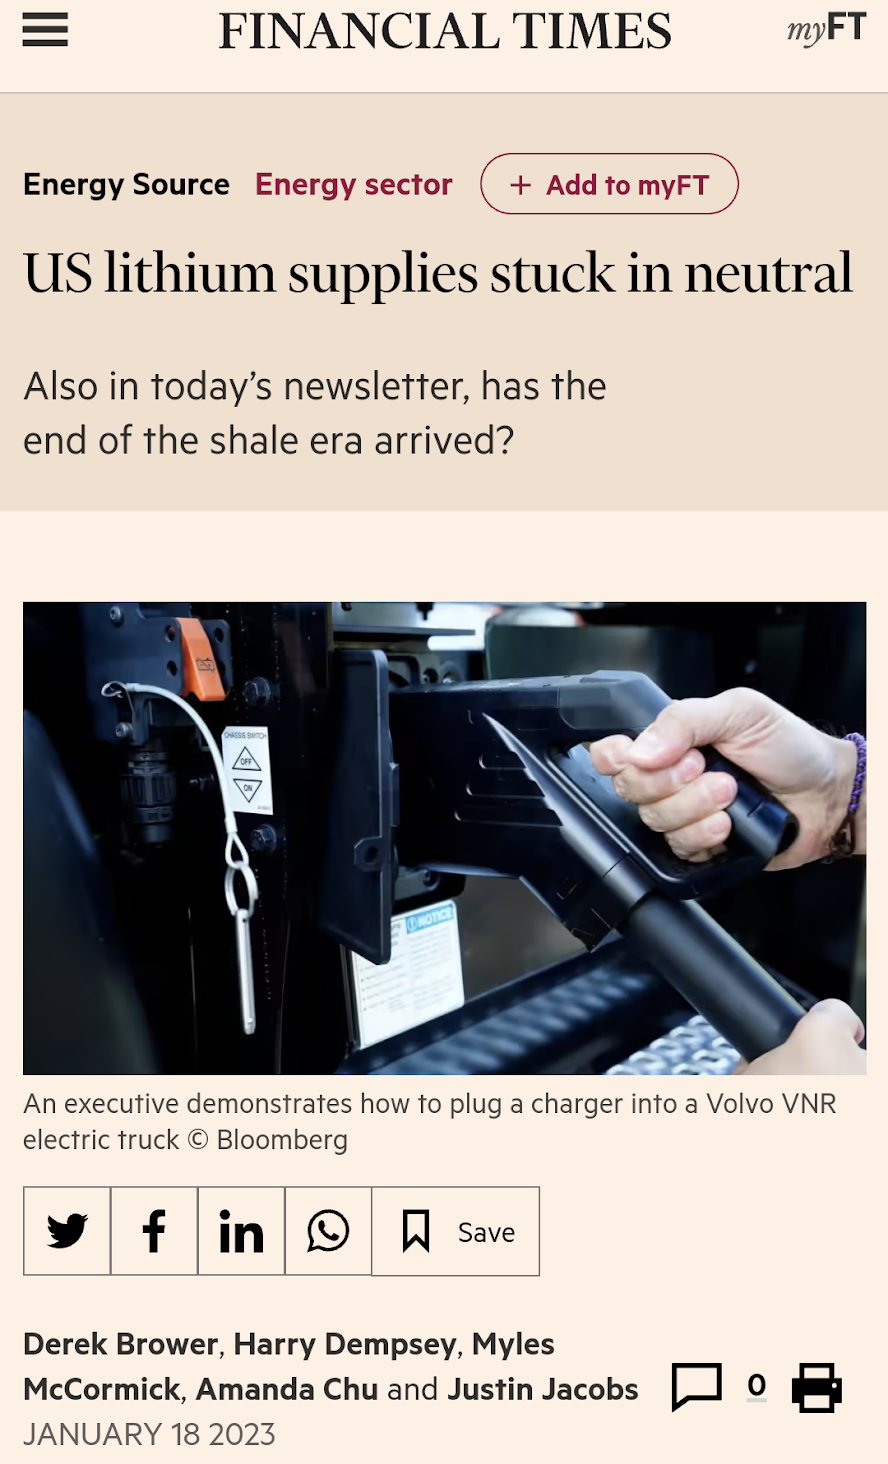 FINANCIAL TIMES
myFT
Energy Source Energy sector + Add to myFT
US lithium supplies stuck in neutral
Also in today’s newsletter, has the
end of the shale era arrived?
CHASSIS SWITCH
OFF
ON
NOTICE
An executive demonstrates how to plug a charger into a Volvo VNR
electric truck © Bloomberg
Save
Derek Brower, Harry Dempsey, Myles
McCormick, Amanda Chu and Justin Jacobs
0
JANUARY 18 2023